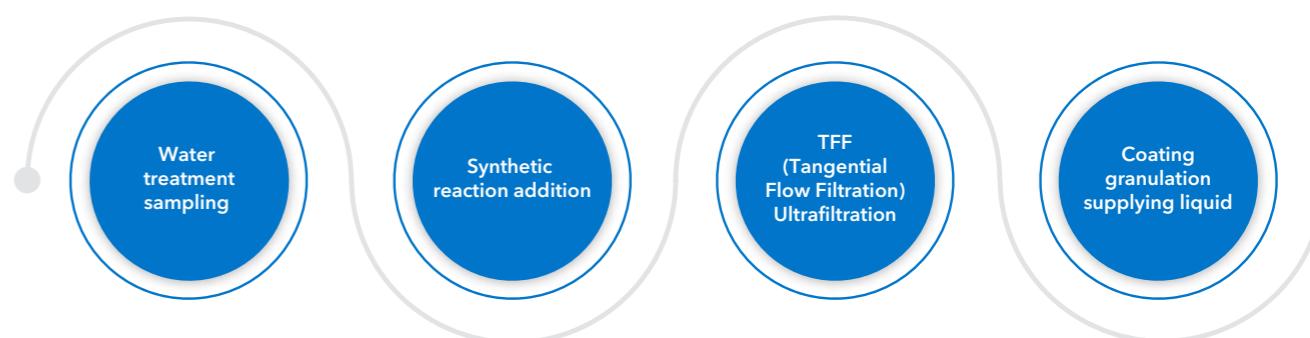 Water
treatment
sampling
Synthetic
reaction addition
TFF
(Tangential
Flow Filtration)
Ultrafiltration
Coating
granulation
supplying liquid